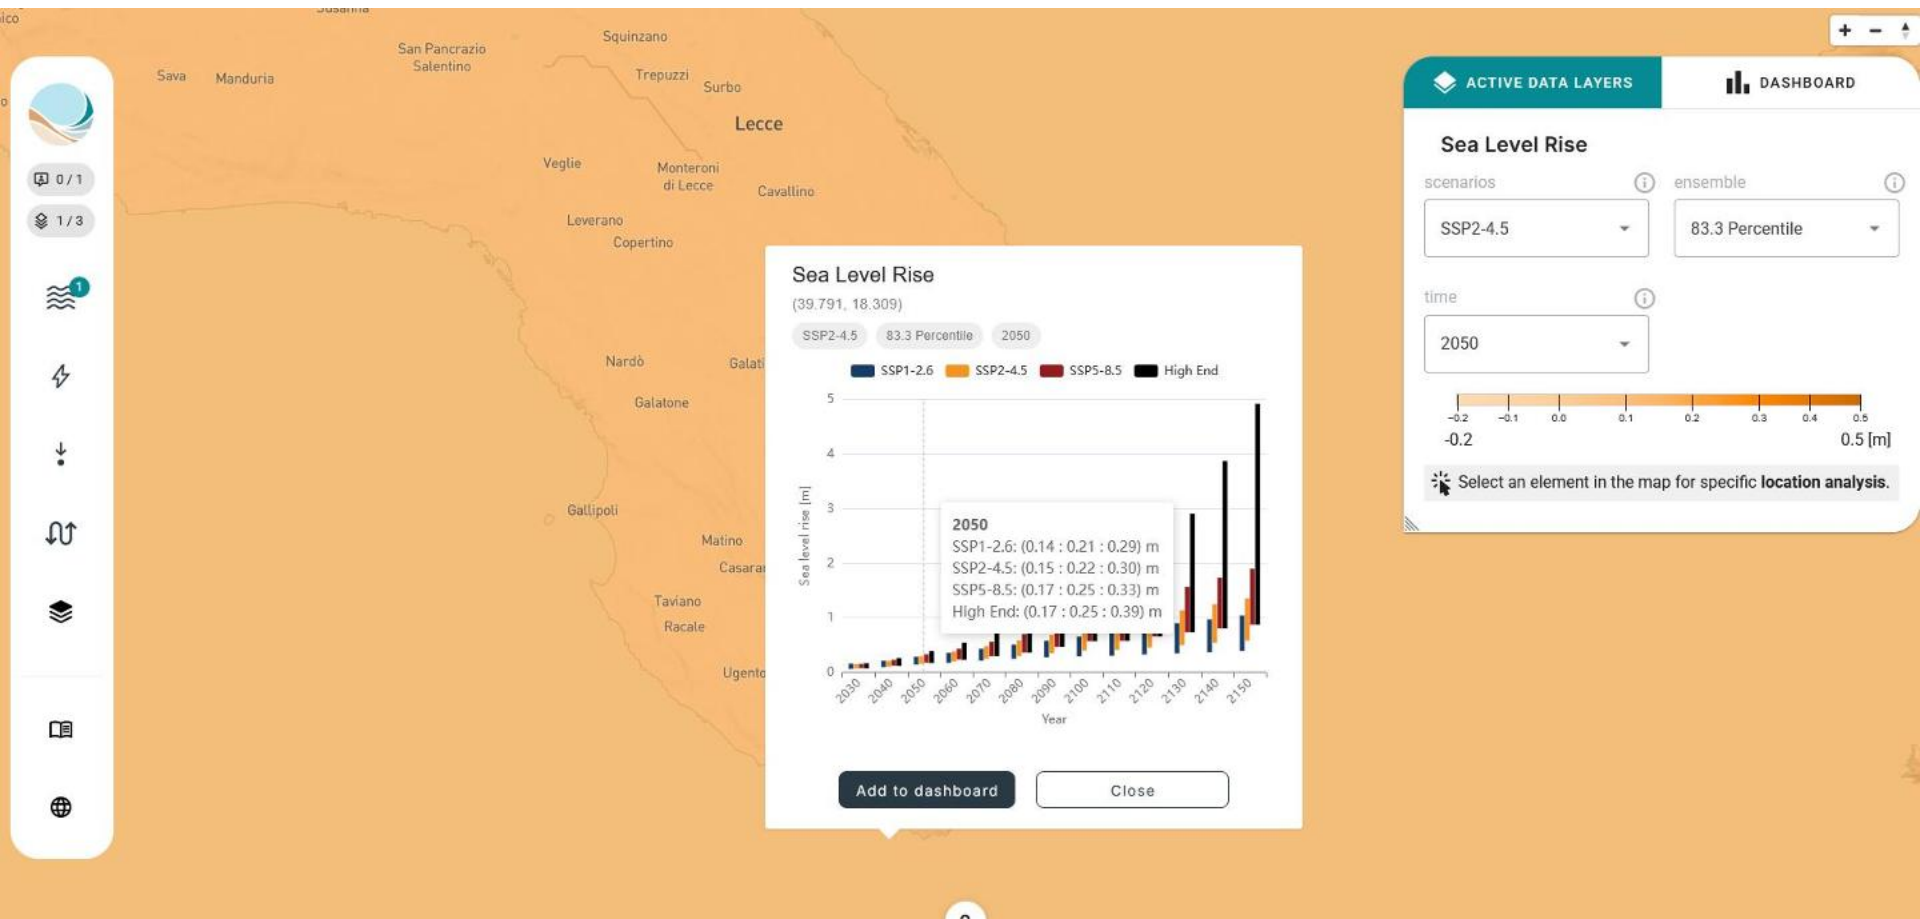 Squinzano
San Pancrazio
Salentino
Sava
Manduria
Trepuzzi
Surbo
Lecce
Veglie
Monteroni
di Lecce
Cavallino
Leverano
Copertino
Nardò
Galatone
Gallipoli
Matino
Taviano
Racale
Ugento
0 / 1
1 / 3
1
Sea Level Rise
(39.791, 18.309)
SSP2-4.5 83.3 Percentile 2050
SSP1-2.6 SSP2-4.5 SSP5-8.5 High End
5
4
3
2
1
0
Sea level rise [m]
2050
SSP1-2.6: (0.14 : 0.21 : 0.29) m
SSP2-4.5: (0.15 : 0.22 : 0.30) m
SSP5-8.5: (0.17 : 0.25 : 0.33) m
High End: (0.17 : 0.25 : 0.39) m
2030 2040 2050 2060 2070 2080 2090 2100 2110 2120 2130 2140 2150
Year
Add to dashboard Close
+ −
ACTIVE DATA LAYERS DASHBOARD
Sea Level Rise
scenarios ensemble
SSP2-4.5 83.3 Percentile
time
2050
−0.2 −0.1 0.0 0.1 0.2 0.3 0.4 0.5
-0.2 0.5 [m]
Select an element in the map for specific location analysis.